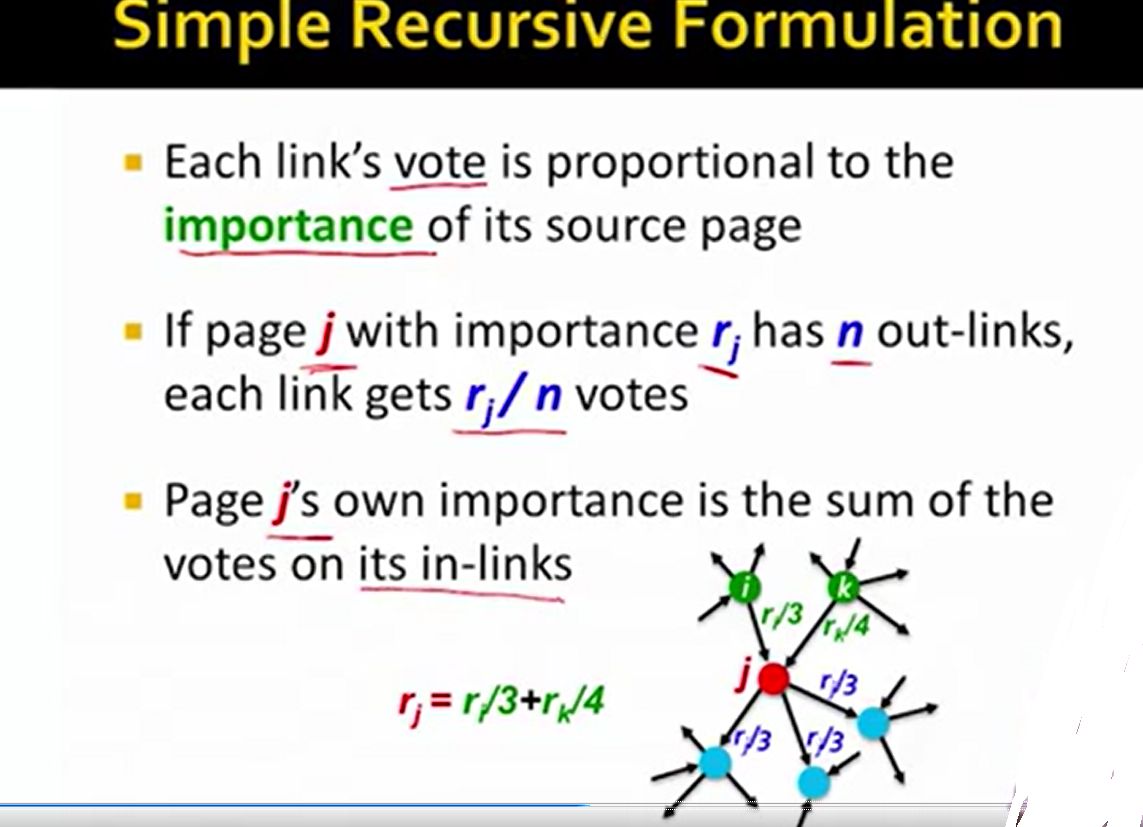 Simple Recursive Formulation
Each link's vote is proportional to the
importance of its source page
If page j with importance rj has n out-links,
each link gets rj / n votes
Page j's own importance is the sum of the
votes on its in-links
i
k
ri/3
rk/4
j
rj/3
rj = ri/3+rk/4
rj/3
rj/3